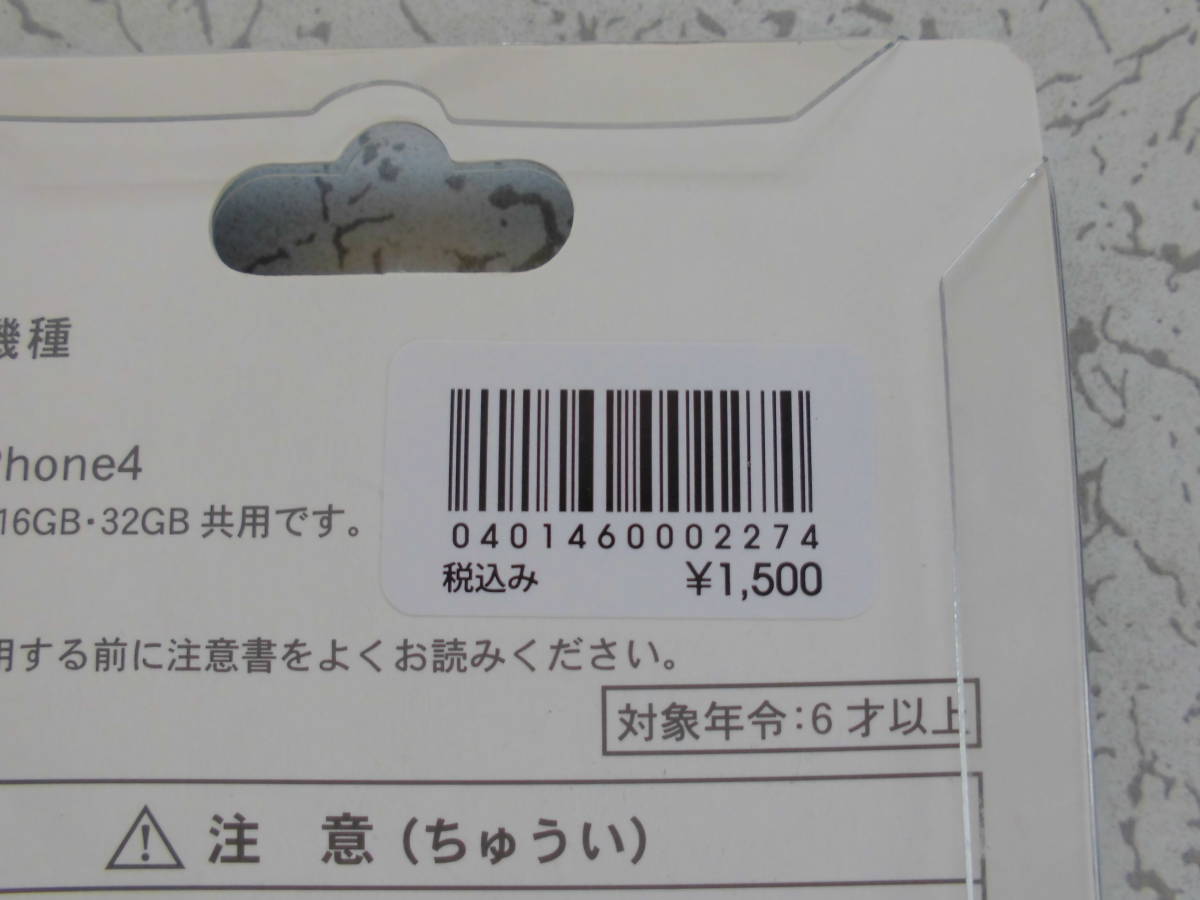 機種
Phone4
16GB・32GB 共用です。
0401460002274
税込み ¥1,500
用する前に注意書をよくお読みください。
対象年令：6 才以上
注 意（ちゅうい）